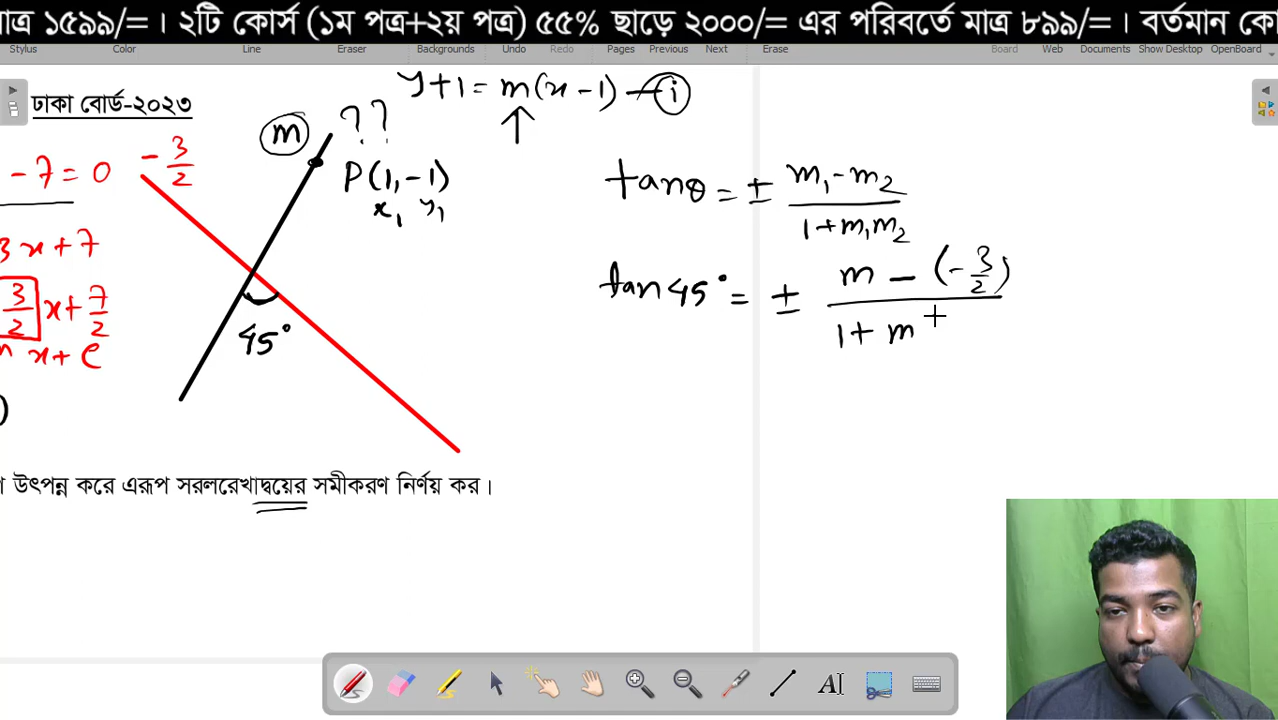 মাত্র ১৫৯৯/=। ২টি কোর্স (১ম পত্র+২য় পত্র) ৫৫% ছাড়ে ২০০০/= এর পরিবর্তে মাত্র ৮৯৯/=। বর্তমান কো
Stylus Color Line Eraser Backgrounds Undo Redo Pages Previous Next Erase Board Web Documents Show Desktop OpenBoard
ঢাকা বোর্ড-২০২৩
y+1 = m(x-1) — i
m ??
- 7 = 0
-3/2
P(1,-1)
x₁ y₁
3x+7
3/2 x + 7/2
m x + c
45°
)
tanθ = ± (m₁-m₂)/(1+m₁m₂)
tan 45° = ± (m - (-3/2))/(1+m
উৎপন্ন করে এরূপ সরলরেখাদ্বয়ের সমীকরণ নির্ণয় কর।